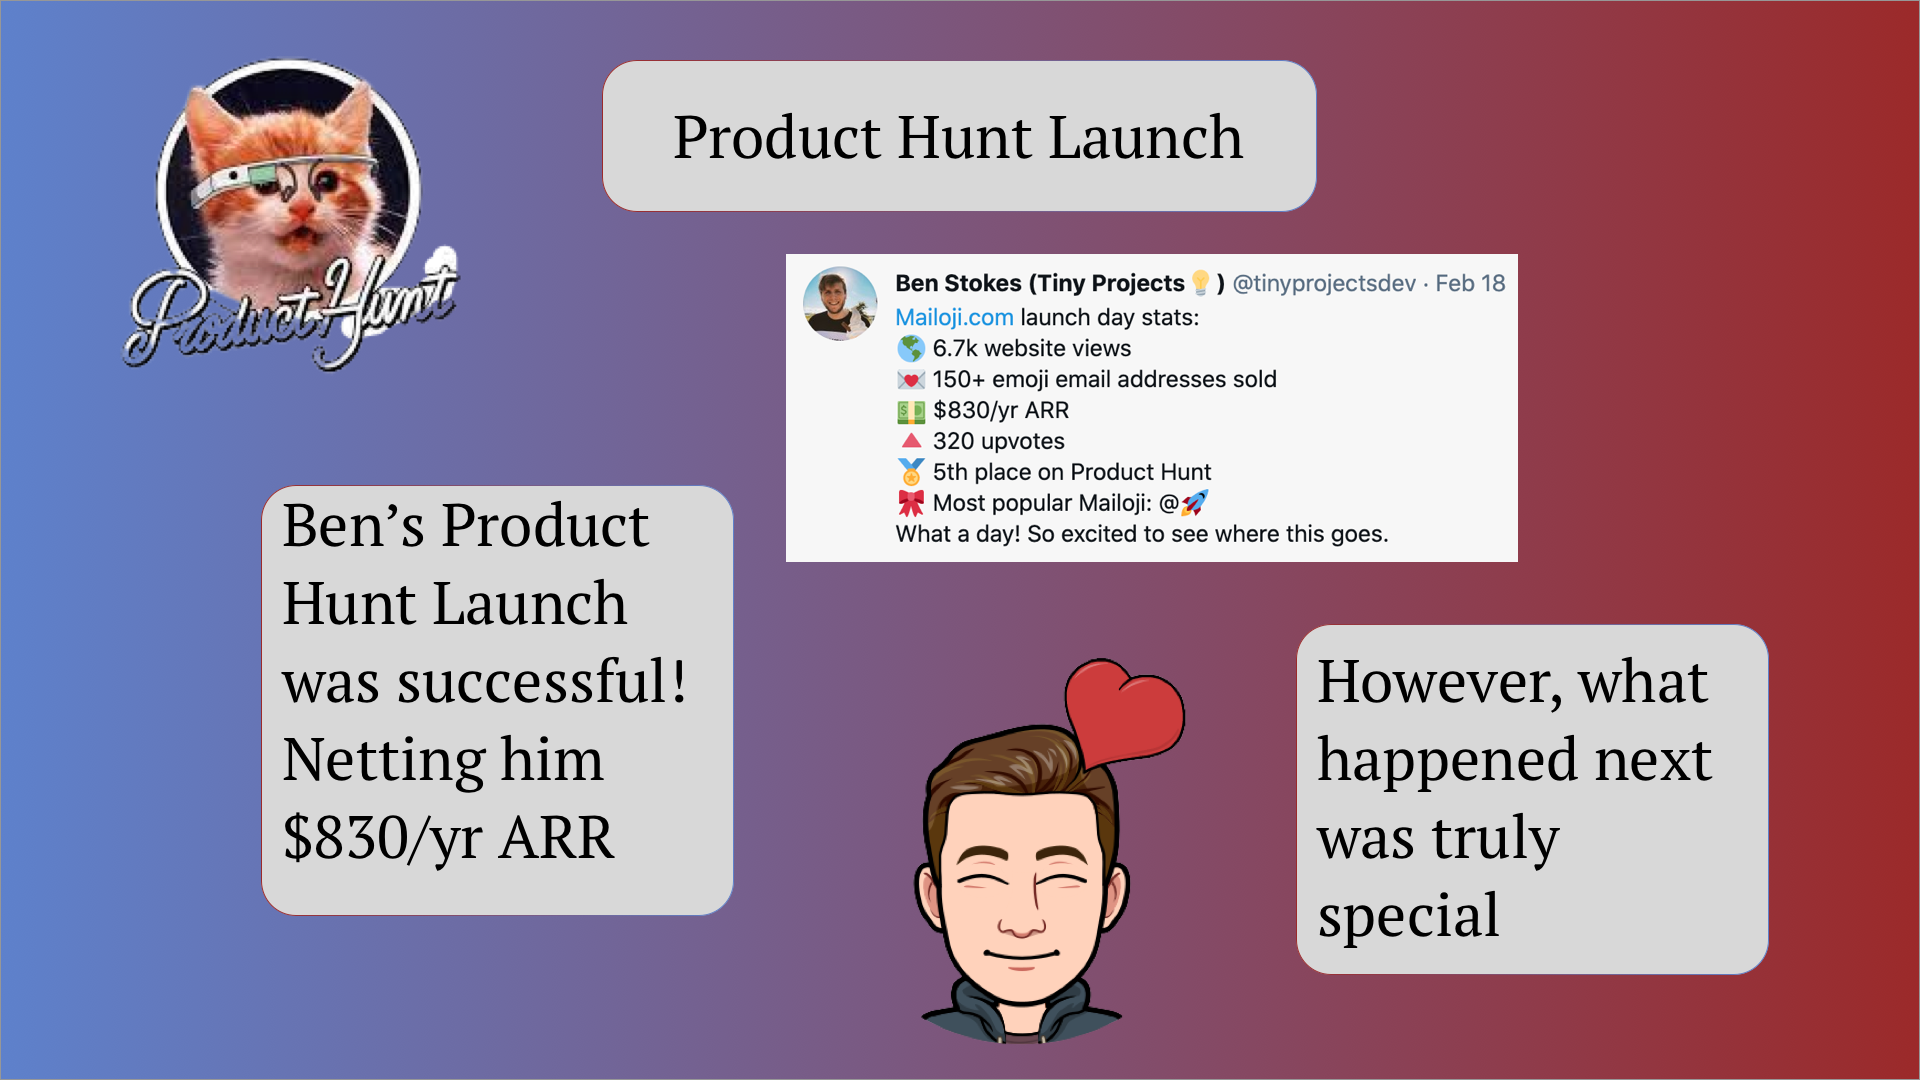 Product Hunt
Product Hunt Launch
Ben Stokes (Tiny Projects💡) @tinyprojectsdev · Feb 18
Mailoji.com launch day stats:
🌎 6.7k website views
💌 150+ emoji email addresses sold
💵 $830/yr ARR
🔺 320 upvotes
🏅 5th place on Product Hunt
🎀 Most popular Mailoji: @🚀
What a day! So excited to see where this goes.
Ben’s Product
Hunt Launch
was successful!
Netting him
$830/yr ARR
However, what
happened next
was truly
special